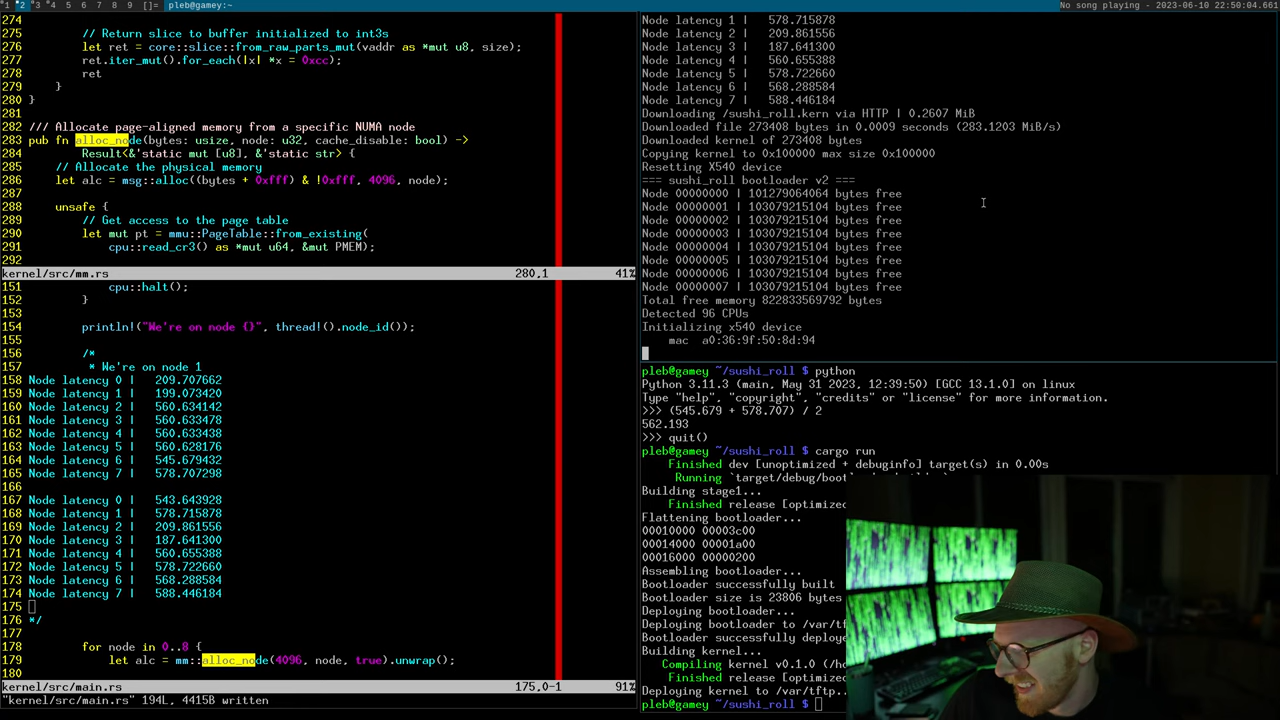 1 2 3 4 5 6 7 8 9 []= pleb@gamey:~
No song playing - 2023-06-10 22:50:04.661
274
275         // Return slice to buffer initialized to int3s
276         let ret = core::slice::from_raw_parts_mut(vaddr as *mut u8, size);
277         ret.iter_mut().for_each(|x| *x = 0xcc);
278         ret
279     }
280 }
281
282 /// Allocate page-aligned memory from a specific NUMA node
283 pub fn alloc_node(bytes: usize, node: u32, cache_disable: bool) ->
284         Result<&'static mut [u8], &'static str> {
285     // Allocate the physical memory
286     let alc = msg::alloc((bytes + 0xfff) & !0xfff, 4096, node);
287
288     unsafe {
289         // Get access to the page table
290         let mut pt = mmu::PageTable::from_existing(
291             cpu::read_cr3() as *mut u64, &mut PMEM);
292
kernel/src/mm.rs 280,1 41%
151             cpu::halt();
152         }
153
154         println!("We're on node {}", thread!().node_id());
155
156         /*
157          * We're on node 1
158 Node latency 0 |   209.707662
159 Node latency 1 |   199.073420
160 Node latency 2 |   560.634142
161 Node latency 3 |   560.633478
162 Node latency 4 |   560.633438
163 Node latency 5 |   560.628176
164 Node latency 6 |   545.679432
165 Node latency 7 |   578.707298
166
167 Node latency 0 |   543.643928
168 Node latency 1 |   578.715878
169 Node latency 2 |   209.861556
170 Node latency 3 |   187.641300
171 Node latency 4 |   560.655388
172 Node latency 5 |   578.722660
173 Node latency 6 |   568.288584
174 Node latency 7 |   588.446184
175
176 */
177
178         for node in 0..8 {
179             let alc = mm::alloc_node(4096, node, true).unwrap();
180
kernel/src/main.rs 175,0-1 91%
"kernel/src/main.rs" 194L, 4415B written
Node latency 1 |   578.715878
Node latency 2 |   209.861556
Node latency 3 |   187.641300
Node latency 4 |   560.655388
Node latency 5 |   578.722660
Node latency 6 |   568.288584
Node latency 7 |   588.446184
Downloading /sushi_roll.kern via HTTP | 0.2607 MiB
Downloaded file 273408 bytes in 0.0009 seconds (283.1203 MiB/s)
Downloaded kernel of 273408 bytes
Copying kernel to 0x100000 max size 0x100000
Resetting X540 device
=== sushi_roll bootloader v2 ===
Node 00000000 | 101279064064 bytes free
Node 00000001 | 103079215104 bytes free
Node 00000002 | 103079215104 bytes free
Node 00000003 | 103079215104 bytes free
Node 00000004 | 103079215104 bytes free
Node 00000005 | 103079215104 bytes free
Node 00000006 | 103079215104 bytes free
Node 00000007 | 103079215104 bytes free
Total free memory 822833569792 bytes
Detected 96 CPUs
Initializing x540 device
    mac  a0:36:9f:50:8d:94
pleb@gamey ~/sushi_roll $ python
Python 3.11.3 (main, May 31 2023, 12:39:50) [GCC 13.1.0] on linux
Type "help", "copyright", "credits" or "license" for more information.
>>> (545.679 + 578.707) / 2
562.193
>>> quit()
pleb@gamey ~/sushi_roll $ cargo run
    Finished dev [unoptimized + debuginfo] target(s) in 0.00s
     Running `target/debug/boo
Building stage1...
    Finished release [optimized
Flattening bootloader...
00010000 00003c00
00014000 00001a00
00016000 00000200
Assembling bootloader...
Bootloader successfully built
Bootloader size is 23806 bytes
Deploying bootloader...
Deploying bootloader to /var/tf
Bootloader successfully deploye
Building kernel...
   Compiling kernel v0.1.0 (/ho
    Finished release [optimize
Deploying kernel to /var/tftp..
pleb@gamey ~/sushi_roll $